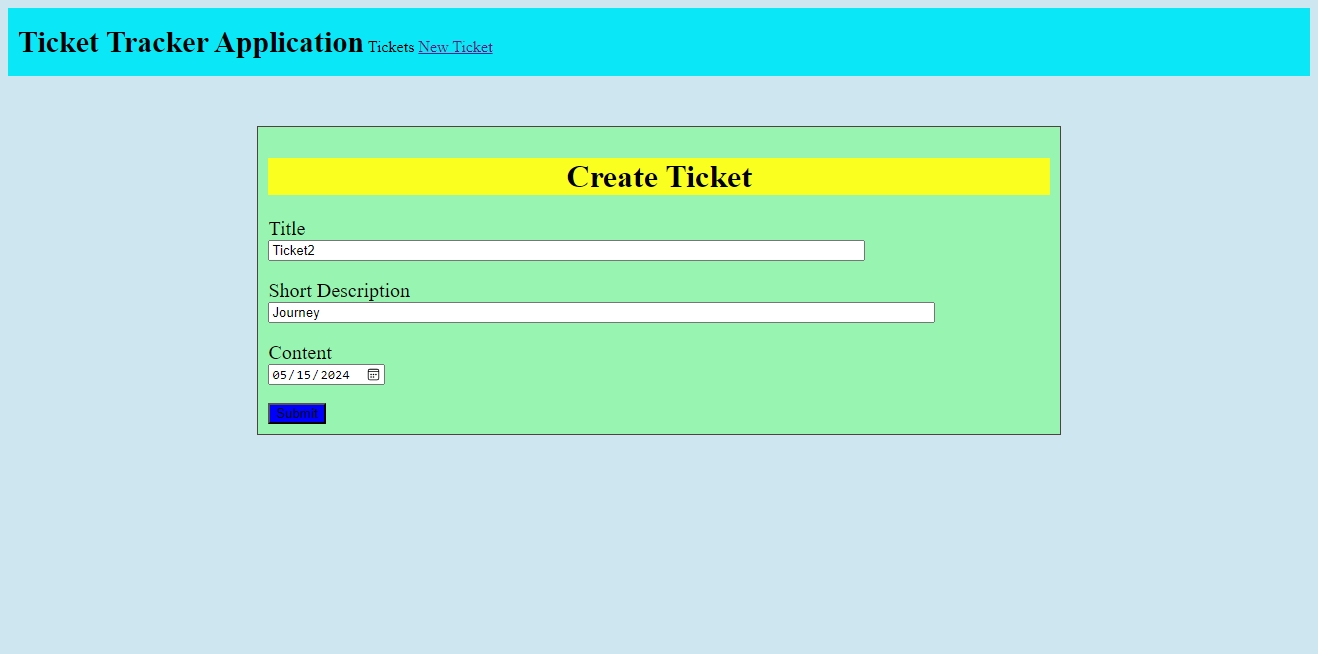 Ticket Tracker Application Tickets New Ticket
Create Ticket
Title
Ticket2
Short Description
Journey
Content
05/15/2024
Submit